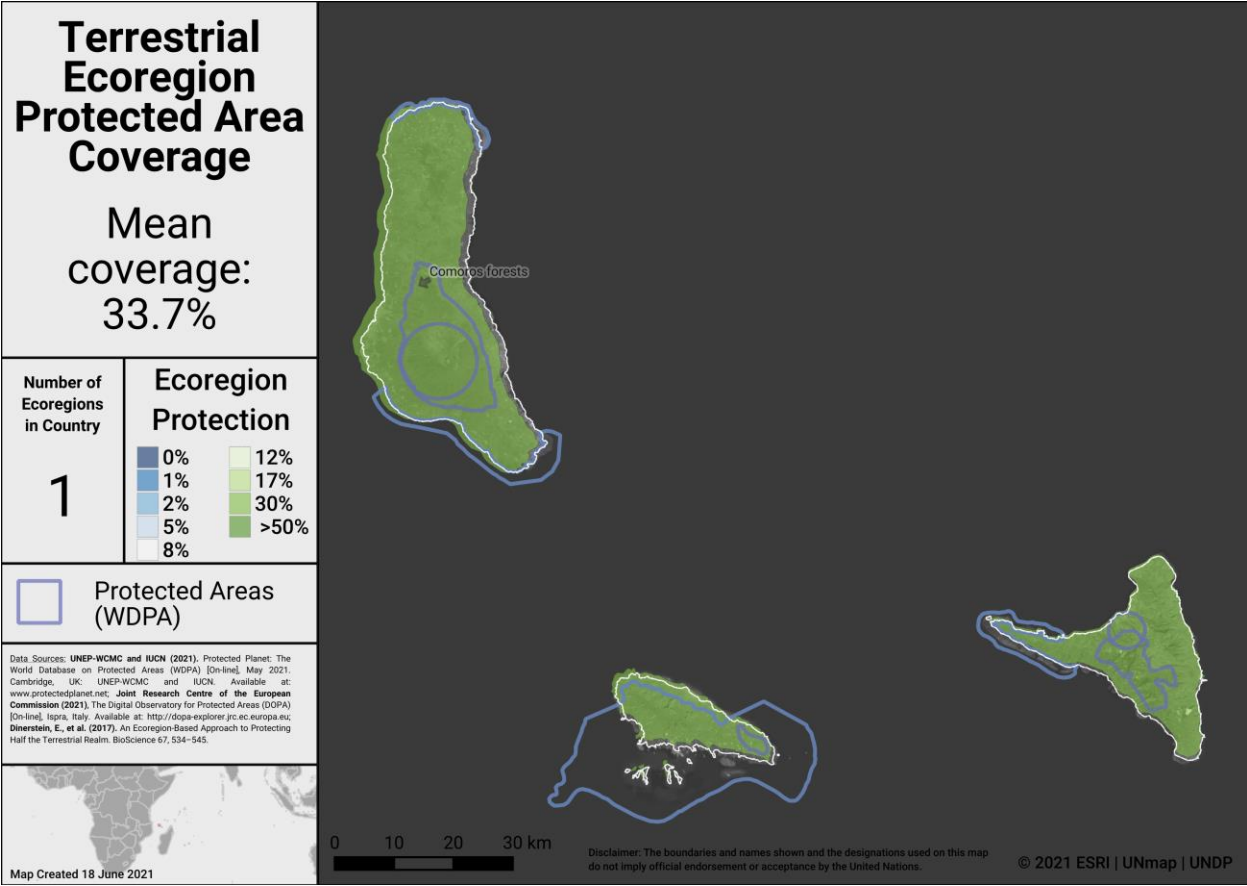 Terrestrial
Ecoregion
Protected Area
Coverage
Mean
coverage:
33.7%
Number of
Ecoregions
in Country
1
Ecoregion
Protection
0%
1%
2%
5%
8%
12%
17%
30%
>50%
Protected Areas
(WDPA)
Data Sources: UNEP-WCMC and IUCN (2021). Protected Planet: The
World Database on Protected Areas (WDPA) [On-line], May 2021.
Cambridge, UK: UNEP-WCMC and IUCN. Available at:
www.protectedplanet.net; Joint Research Centre of the European
Commission (2021), The Digital Observatory for Protected Areas (DOPA)
[On-line], Ispra, Italy. Available at: http://dopa-explorer.jrc.ec.europa.eu;
Dinerstein, E., et al. (2017). An Ecoregion-Based Approach to Protecting
Half the Terrestrial Realm. BioScience 67, 534–545.
Map Created 18 June 2021
Comoros forests
0 10 20 30 km
Disclaimer: The boundaries and names shown and the designations used on this map
do not imply official endorsement or acceptance by the United Nations.
© 2021 ESRI | UNmap | UNDP